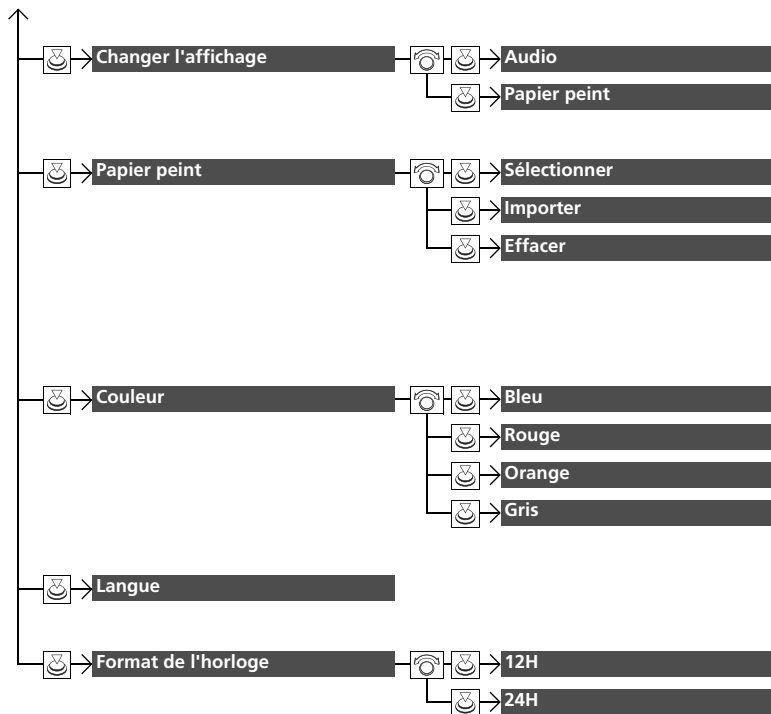 Changer l'affichage
Audio
Papier peint
Papier peint
Sélectionner
Importer
Effacer
Couleur
Bleu
Rouge
Orange
Gris
Langue
Format de l'horloge
12H
24H